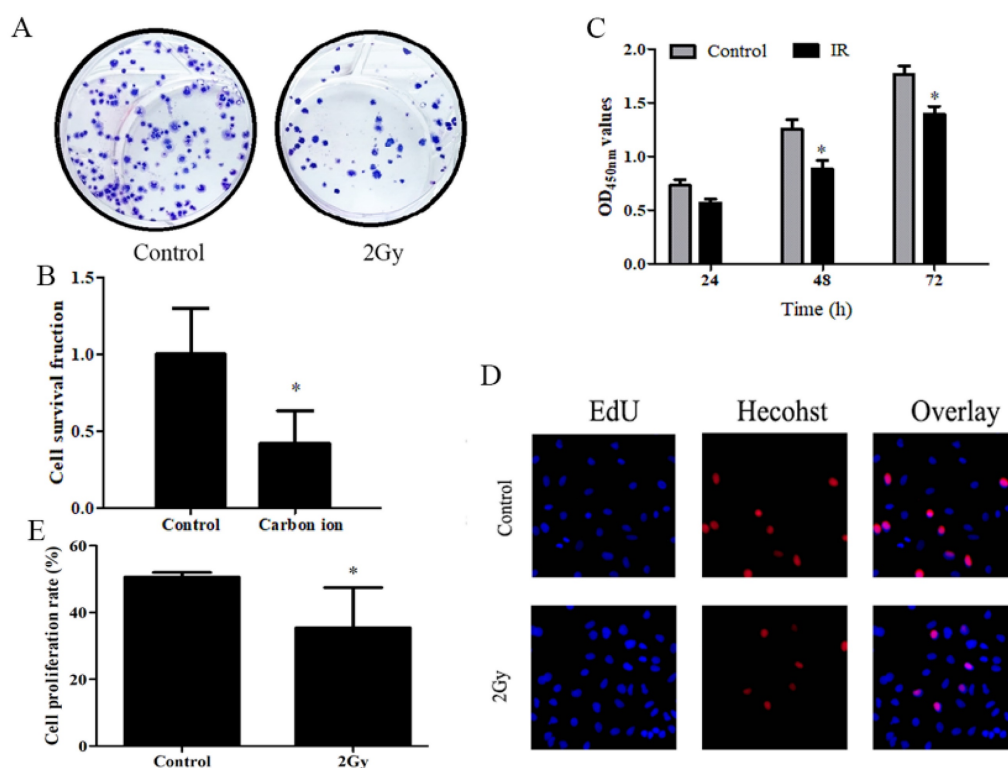 A
Control
2Gy
B
Cell survival fruction
1.5
1.0
0.5
0.0
*
Control
Carbon ion
C
Control
IR
OD450nm values
2.0
1.5
1.0
0.5
0.0
*
*
24
48
72
Time (h)
D
EdU
Hecohst
Overlay
Control
2Gy
E
Cell proliferation rate (%)
60
40
20
0
*
Control
2Gy